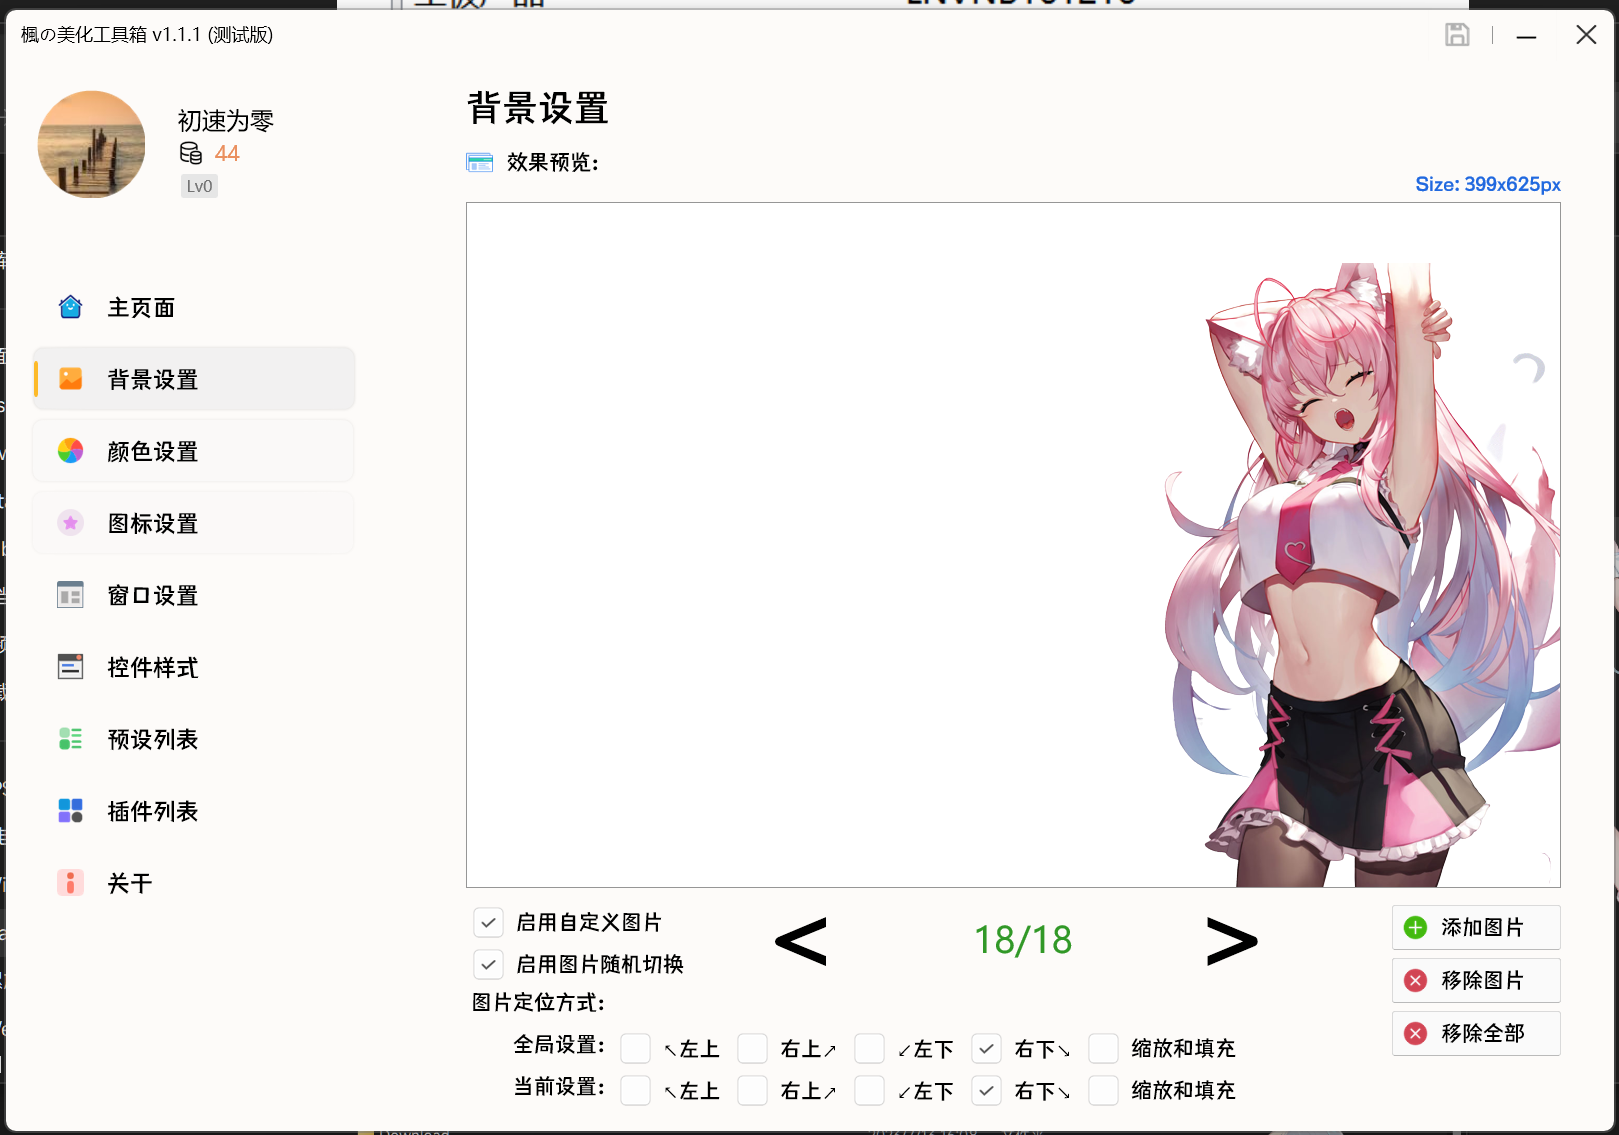 楓の美化工具箱 v1.1.1 (测试版)
初速为零
44
Lv0
主页面
背景设置
颜色设置
图标设置
窗口设置
控件样式
预设列表
插件列表
关于
背景设置
效果预览:
Size: 399x625px
启用自定义图片
启用图片随机切换
< 18/18 >
添加图片
移除图片
移除全部
图片定位方式:
全局设置: ↖左上 右上↗ ↙左下 右下↘ 缩放和填充
当前设置: ↖左上 右上↗ ↙左下 右下↘ 缩放和填充